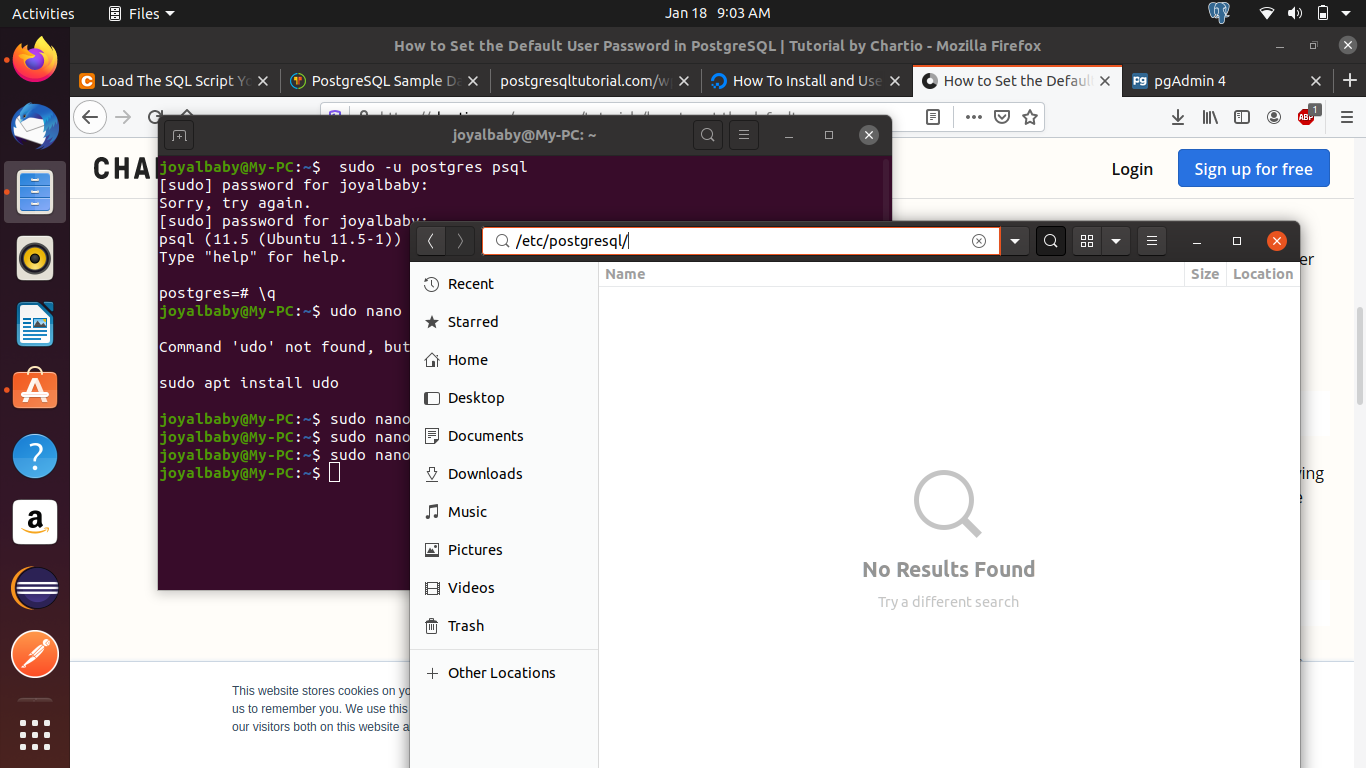 Activities Files Jan 18 9:03 AM
How to Set the Default User Password in PostgreSQL | Tutorial by Chartio - Mozilla Firefox
Load The SQL Script PostgreSQL Sample postgresqltutorial.com/w How To Install and Use How to Set the Defaul pgAdmin 4
ABP 1
CHA Login Sign up for free
joyalbaby@My-PC: ~
joyalbaby@My-PC:~$  sudo -u postgres psql
[sudo] password for joyalbaby:
Sorry, try again.
[sudo] password for joyalbaby:
psql (11.5 (Ubuntu 11.5-1))
Type "help" for help.
postgres=# \q
joyalbaby@My-PC:~$ udo nano
Command 'udo' not found, but
sudo apt install udo
joyalbaby@My-PC:~$ sudo nano
joyalbaby@My-PC:~$ sudo nano
joyalbaby@My-PC:~$ sudo nano
joyalbaby@My-PC:~$
/etc/postgresql/
Name Size Location
Recent
Starred
Home
Desktop
Documents
Downloads
Music
Pictures
Videos
Trash
Other Locations
No Results Found
Try a different search
er
ving
e
This website stores cookies on yo
us to remember you. We use this
our visitors both on this website a